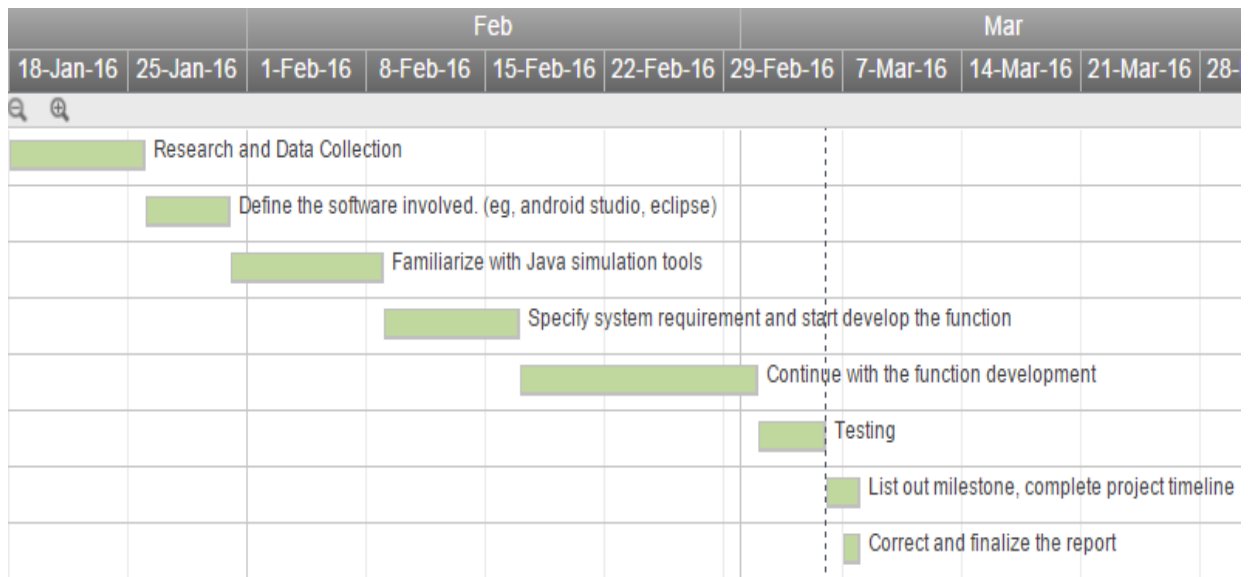 Feb Mar
18-Jan-16 25-Jan-16 1-Feb-16 8-Feb-16 15-Feb-16 22-Feb-16 29-Feb-16 7-Mar-16 14-Mar-16 21-Mar-16 28-
Research and Data Collection
Define the software involved. (eg, android studio, eclipse)
Familiarize with Java simulation tools
Specify system requirement and start develop the function
Continue with the function development
Testing
List out milestone, complete project timeline
Correct and finalize the report